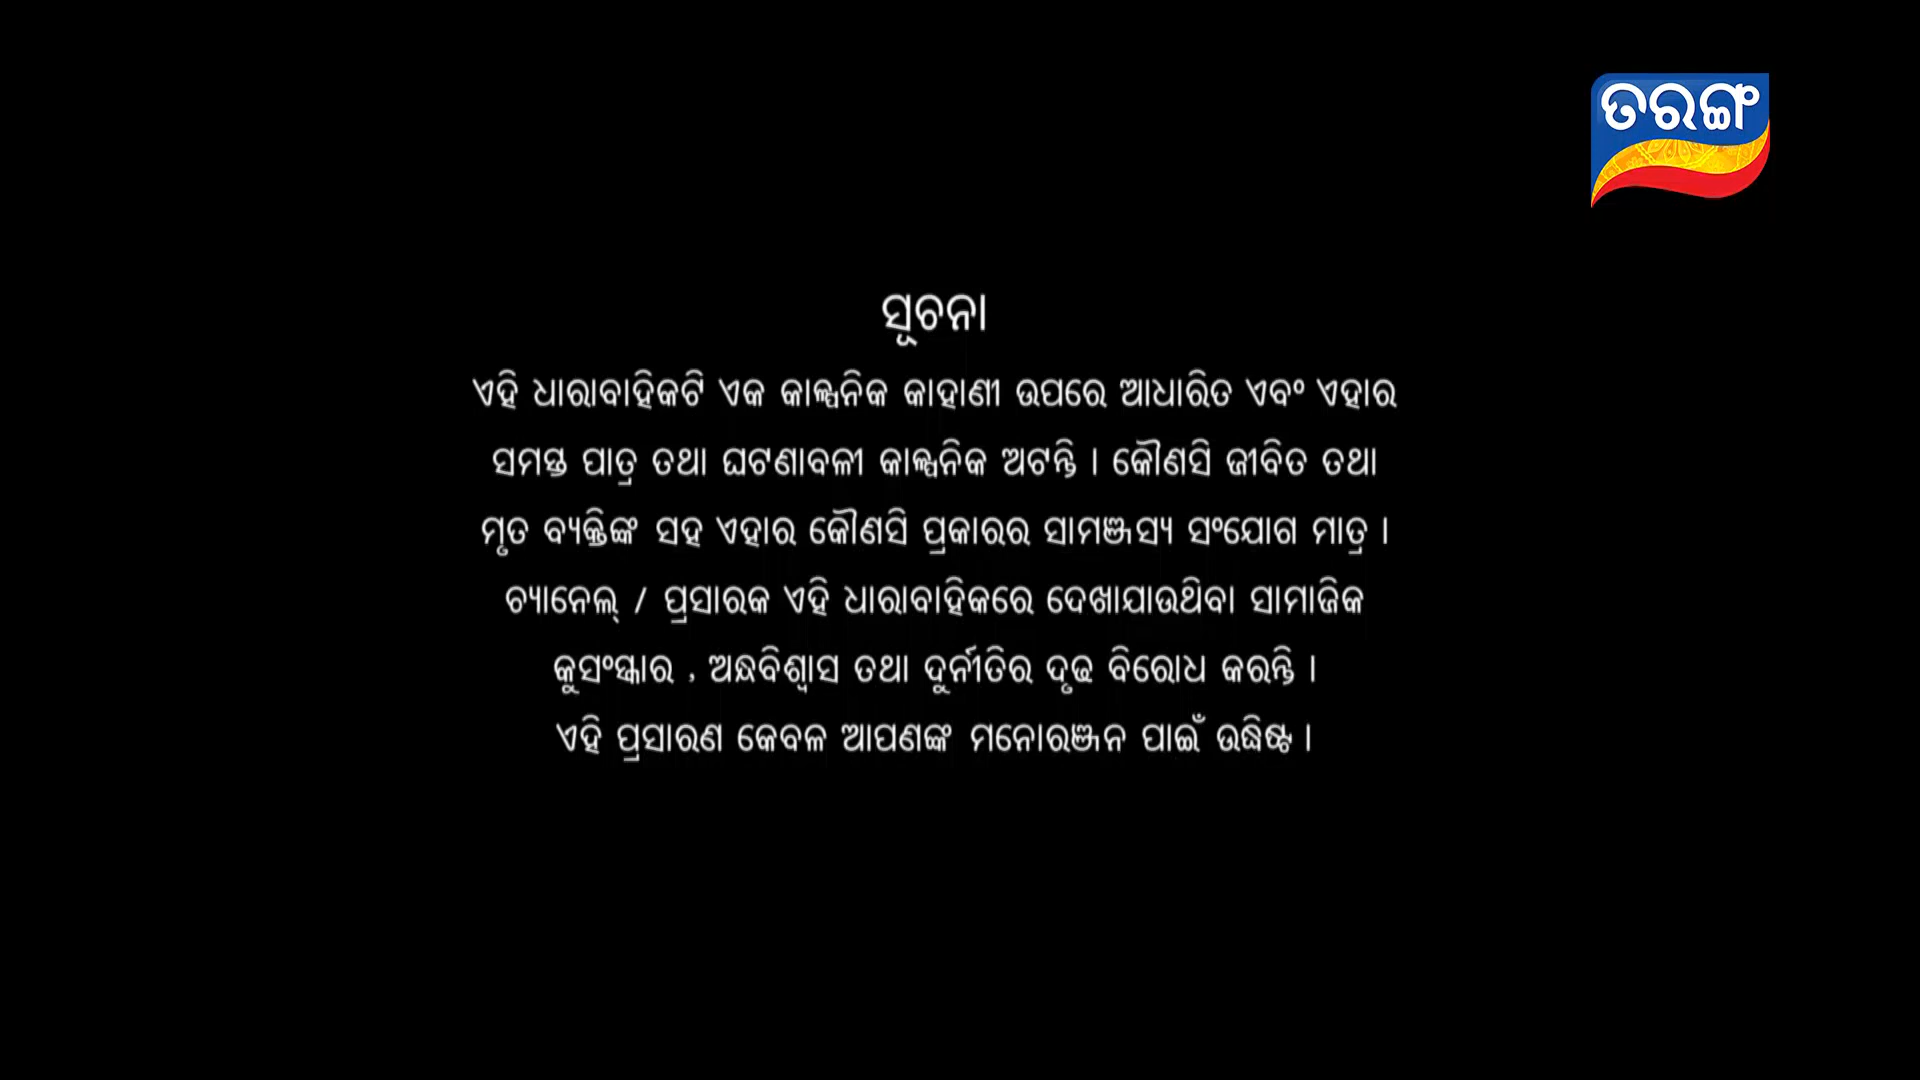 ତରଙ୍ଗ
ସୂଚନା
ଏହି ଧାରାବାହିକଟି ଏକ କାଳ୍ପନିକ କାହାଣୀ ଉପରେ ଆଧାରିତ ଏବଂ ଏହାର
ସମସ୍ତ ପାତ୍ର ତଥା ଘଟଣାବଳୀ କାଳ୍ପନିକ ଅଟନ୍ତି । କୌଣସି ଜୀବିତ ତଥା
ମୃତ ବ୍ୟକ୍ତିଙ୍କ ସହ ଏହାର କୌଣସି ପ୍ରକାରର ସାମଞ୍ଜସ୍ୟ ସଂଯୋଗ ମାତ୍ର ।
ଚ୍ୟାନେଲ୍ / ପ୍ରସାରକ ଏହି ଧାରାବାହିକରେ ଦେଖାଯାଉଥିବା ସାମାଜିକ
କୁସଂସ୍କାର , ଅନ୍ଧବିଶ୍ୱାସ ତଥା ଦୁର୍ନୀତିର ଦୃଢ ବିରୋଧ କରନ୍ତି ।
ଏହି ପ୍ରସାରଣ କେବଳ ଆପଣଙ୍କ ମନୋରଞ୍ଜନ ପାଇଁ ଉଦ୍ଧିଷ୍ଟ ।